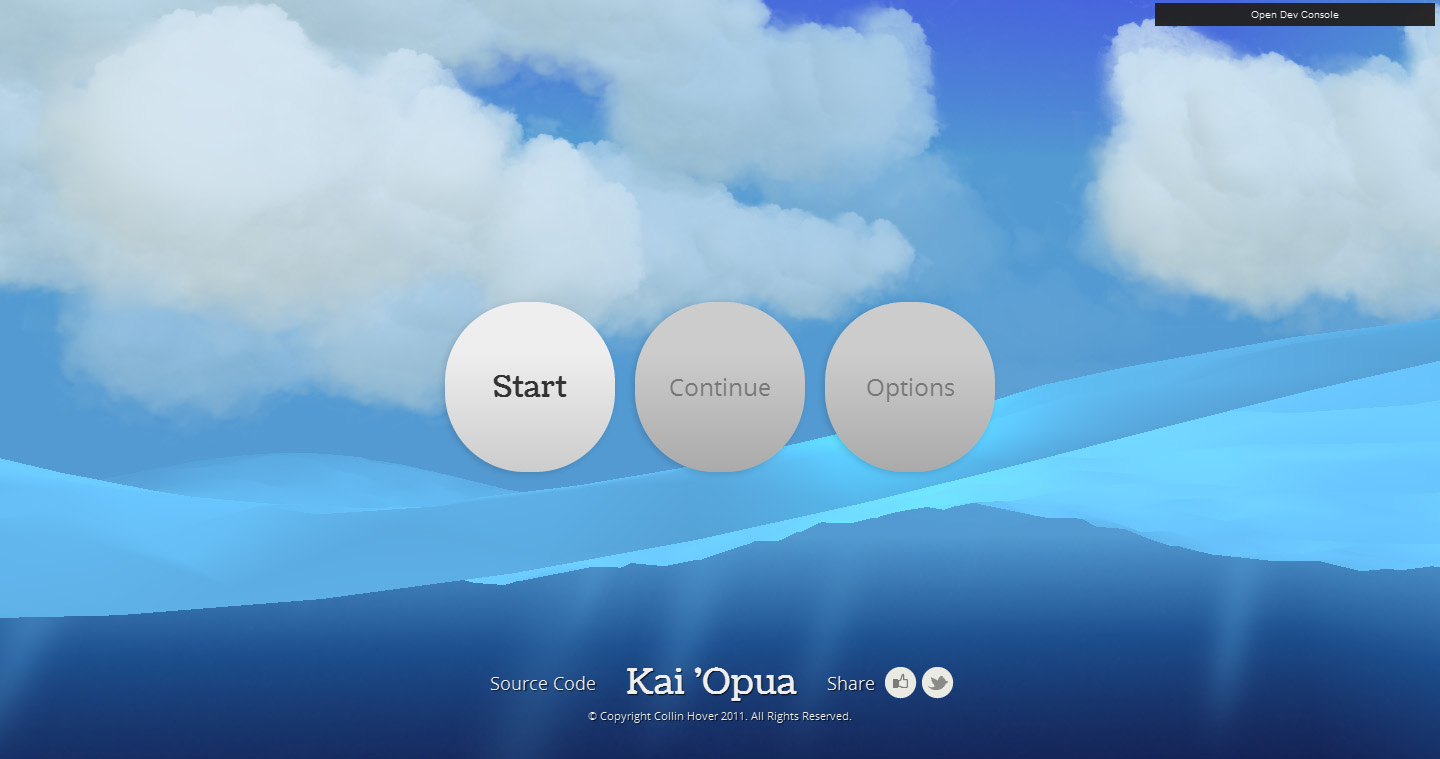 Open Dev Console
Start
Continue
Options
Source Code
Kai ’Opua
Share
© Copyright Collin Hover 2011. All Rights Reserved.